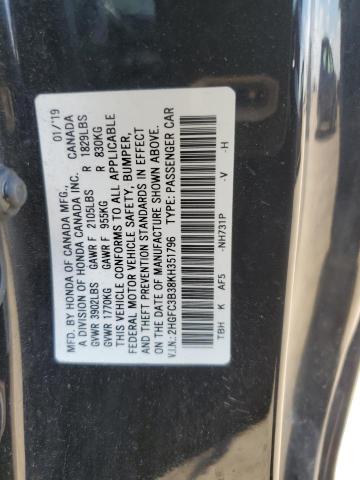 MFD. BY HONDA OF CANADA MFG., 01/'19
A DIVISION OF HONDA CANADA INC. CANADA
GVWR 3902LBS GAWR F 2105LBS R 1829LBS
GVWR 1770KG GAWR F 955KG R 830KG
THIS VEHICLE CONFORMS TO ALL APPLICABLE
FEDERAL MOTOR VEHICLE SAFETY, BUMPER,
AND THEFT PREVENTION STANDARDS IN EFFECT
ON THE DATE OF MANUFACTURE SHOWN ABOVE.
V.I.N.: 2HGFC3B38KH351796 TYPE: PASSENGER CAR
TBH K AF5 -NH731P -V -H